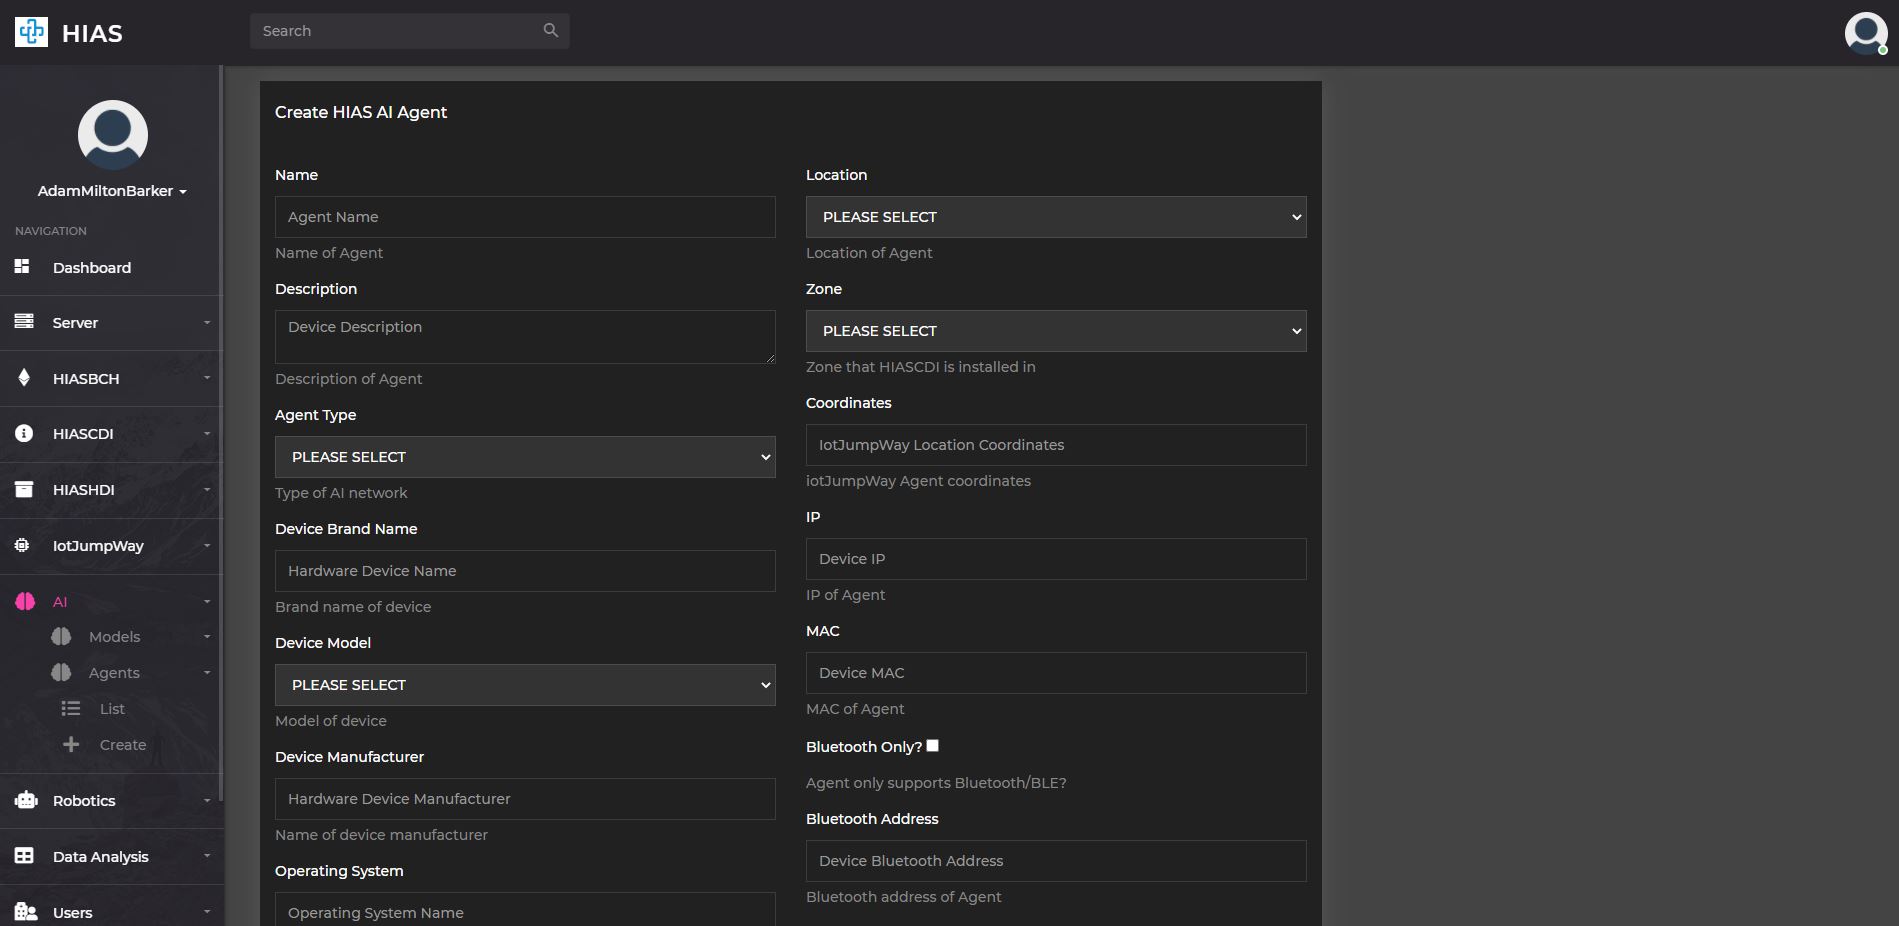 HIAS
Search
AdamMiltonBarker
NAVIGATION
Dashboard
Server
HIASBCH
HIASCDI
HIASHDI
IotJumpWay
AI
Models
Agents
List
Create
Robotics
Data Analysis
Users
Create HIAS AI Agent
Name
Agent Name
Name of Agent
Description
Device Description
Description of Agent
Agent Type
PLEASE SELECT
Type of AI network
Device Brand Name
Hardware Device Name
Brand name of device
Device Model
PLEASE SELECT
Model of device
Device Manufacturer
Hardware Device Manufacturer
Name of device manufacturer
Operating System
Operating System Name
Location
PLEASE SELECT
Location of Agent
Zone
PLEASE SELECT
Zone that HIASCDI is installed in
Coordinates
IotJumpWay Location Coordinates
iotJumpWay Agent coordinates
IP
Device IP
IP of Agent
MAC
Device MAC
MAC of Agent
Bluetooth Only?
Agent only supports Bluetooth/BLE?
Bluetooth Address
Device Bluetooth Address
Bluetooth address of Agent